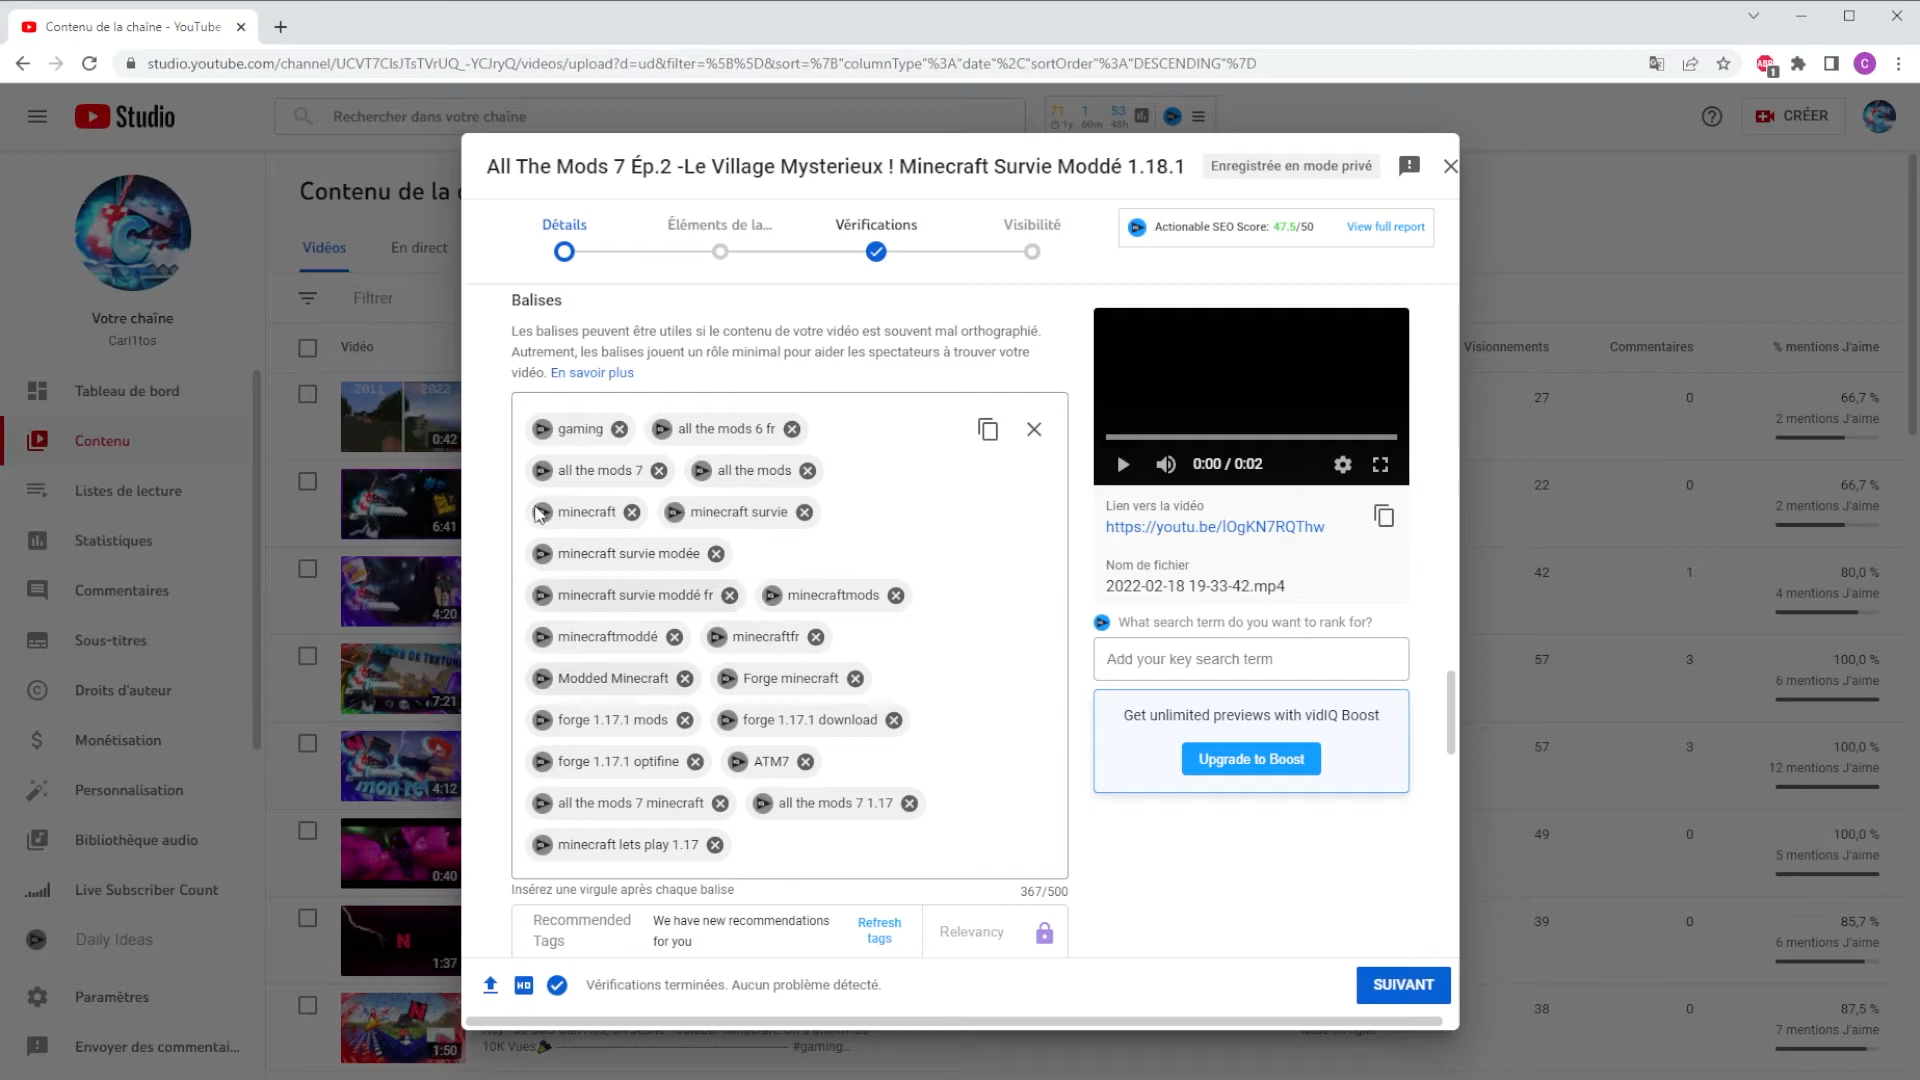 Contenu de la chaîne - YouTube
studio.youtube.com/channel/UCVT7ClsJTsTVrUQ_-YCJryQ/videos/upload?d=ud&filter=%5B%5D&sort=%7B"columnType"%3A"date"%2C"sortOrder"%3A"DESCENDING"%7D
ABP
1
C
Studio
Rechercher dans votre chaîne
71 1 53
1y 60m 48h
CRÉER
Contenu de la c
Vidéos
En direct
Filtrer
Vidéo
Visionnements
Commentaires
% mentions J'aime
Votre chaîne
Carl1tos
Tableau de bord
Contenu
Listes de lecture
Statistiques
Commentaires
Sous-titres
Droits d'auteur
Monétisation
Personnalisation
Bibliothèque audio
Live Subscriber Count
Daily Ideas
Paramètres
Envoyer des commentai...
2011 2022
0:42
6:41
4:20
7:21
4:12
0:40
1:37
1:50
All The Mods 7 Ép.2 -Le Village Mysterieux ! Minecraft Survie Moddé 1.18.1
Enregistrée en mode privé
Détails
Éléments de la...
Vérifications
Visibilité
Actionable SEO Score: 47.5/50
View full report
Balises
Les balises peuvent être utiles si le contenu de votre vidéo est souvent mal orthographié.
Autrement, les balises jouent un rôle minimal pour aider les spectateurs à trouver votre
vidéo. En savoir plus
gaming
all the mods 6 fr
all the mods 7
all the mods
minecraft
minecraft survie
minecraft survie modée
minecraft survie moddé fr
minecraftmods
minecraftmoddé
minecraftfr
Modded Minecraft
Forge minecraft
forge 1.17.1 mods
forge 1.17.1 download
forge 1.17.1 optifine
ATM7
all the mods 7 minecraft
all the mods 7 1.17
minecraft lets play 1.17
Insérez une virgule après chaque balise
367/500
Recommended
Tags
We have new recommendations
for you
Refresh
tags
Relevancy
0:00 / 0:02
Lien vers la vidéo
https://youtu.be/lOgKN7RQThw
Nom de fichier
2022-02-18 19-33-42.mp4
What search term do you want to rank for?
Add your key search term
Get unlimited previews with vidIQ Boost
Upgrade to Boost
HD
Vérifications terminées. Aucun problème détecté.
SUIVANT
10K Vues
#gaming...
27 0 66,7 %
2 mentions J'aime
22 0 66,7 %
2 mentions J'aime
42 1 80,0 %
4 mentions J'aime
57 3 100,0 %
6 mentions J'aime
57 3 100,0 %
12 mentions J'aime
49 0 100,0 %
5 mentions J'aime
39 0 85,7 %
6 mentions J'aime
38 0 87,5 %
7 mentions J'aime